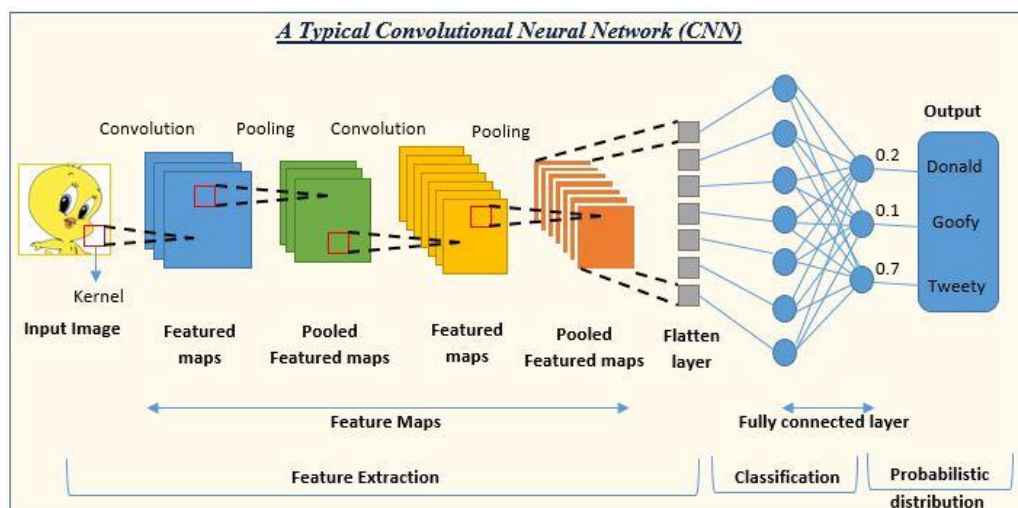 A Typical Convolutional Neural Network (CNN)
Convolution
Pooling
Convolution
Pooling
Output
0.2
Donald
0.1
Goofy
0.7
Tweety
Kernel
Input Image
Featured
maps
Pooled
Featured maps
Featured
maps
Pooled
Featured maps
Flatten
layer
Feature Maps
Fully connected layer
Feature Extraction
Classification
Probabilistic
distribution